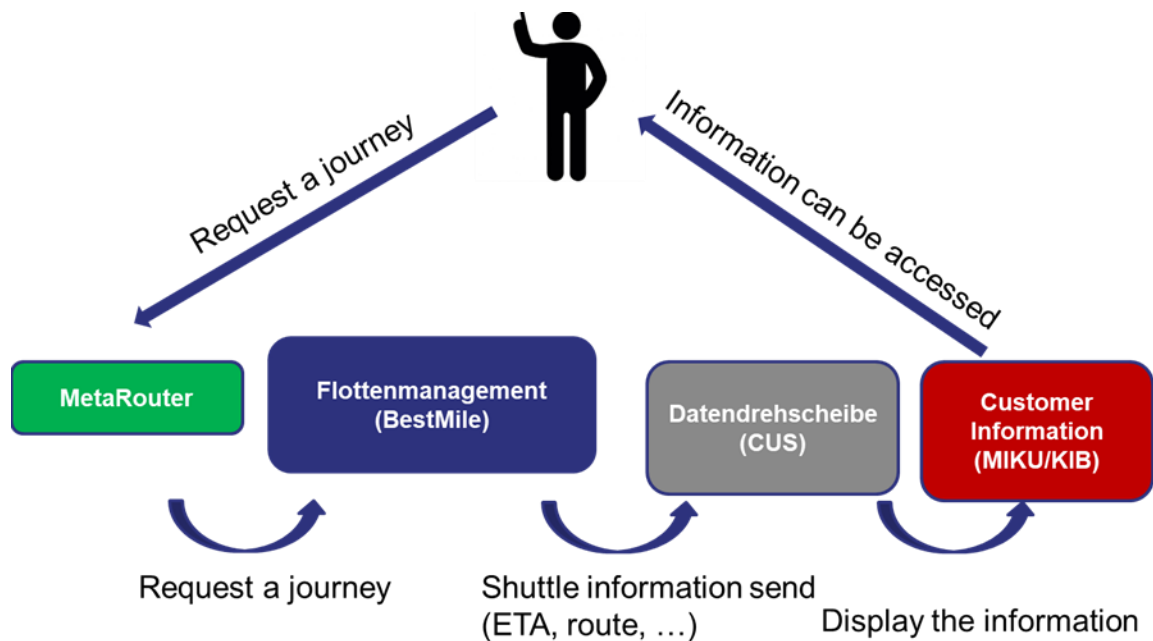 Request a journey
Information can be accessed
MetaRouter
Flottenmanagement
(BestMile)
Datendrehscheibe
(CUS)
Customer
Information
(MIKU/KIB)
Request a journey
Shuttle information send
(ETA, route, …)
Display the information